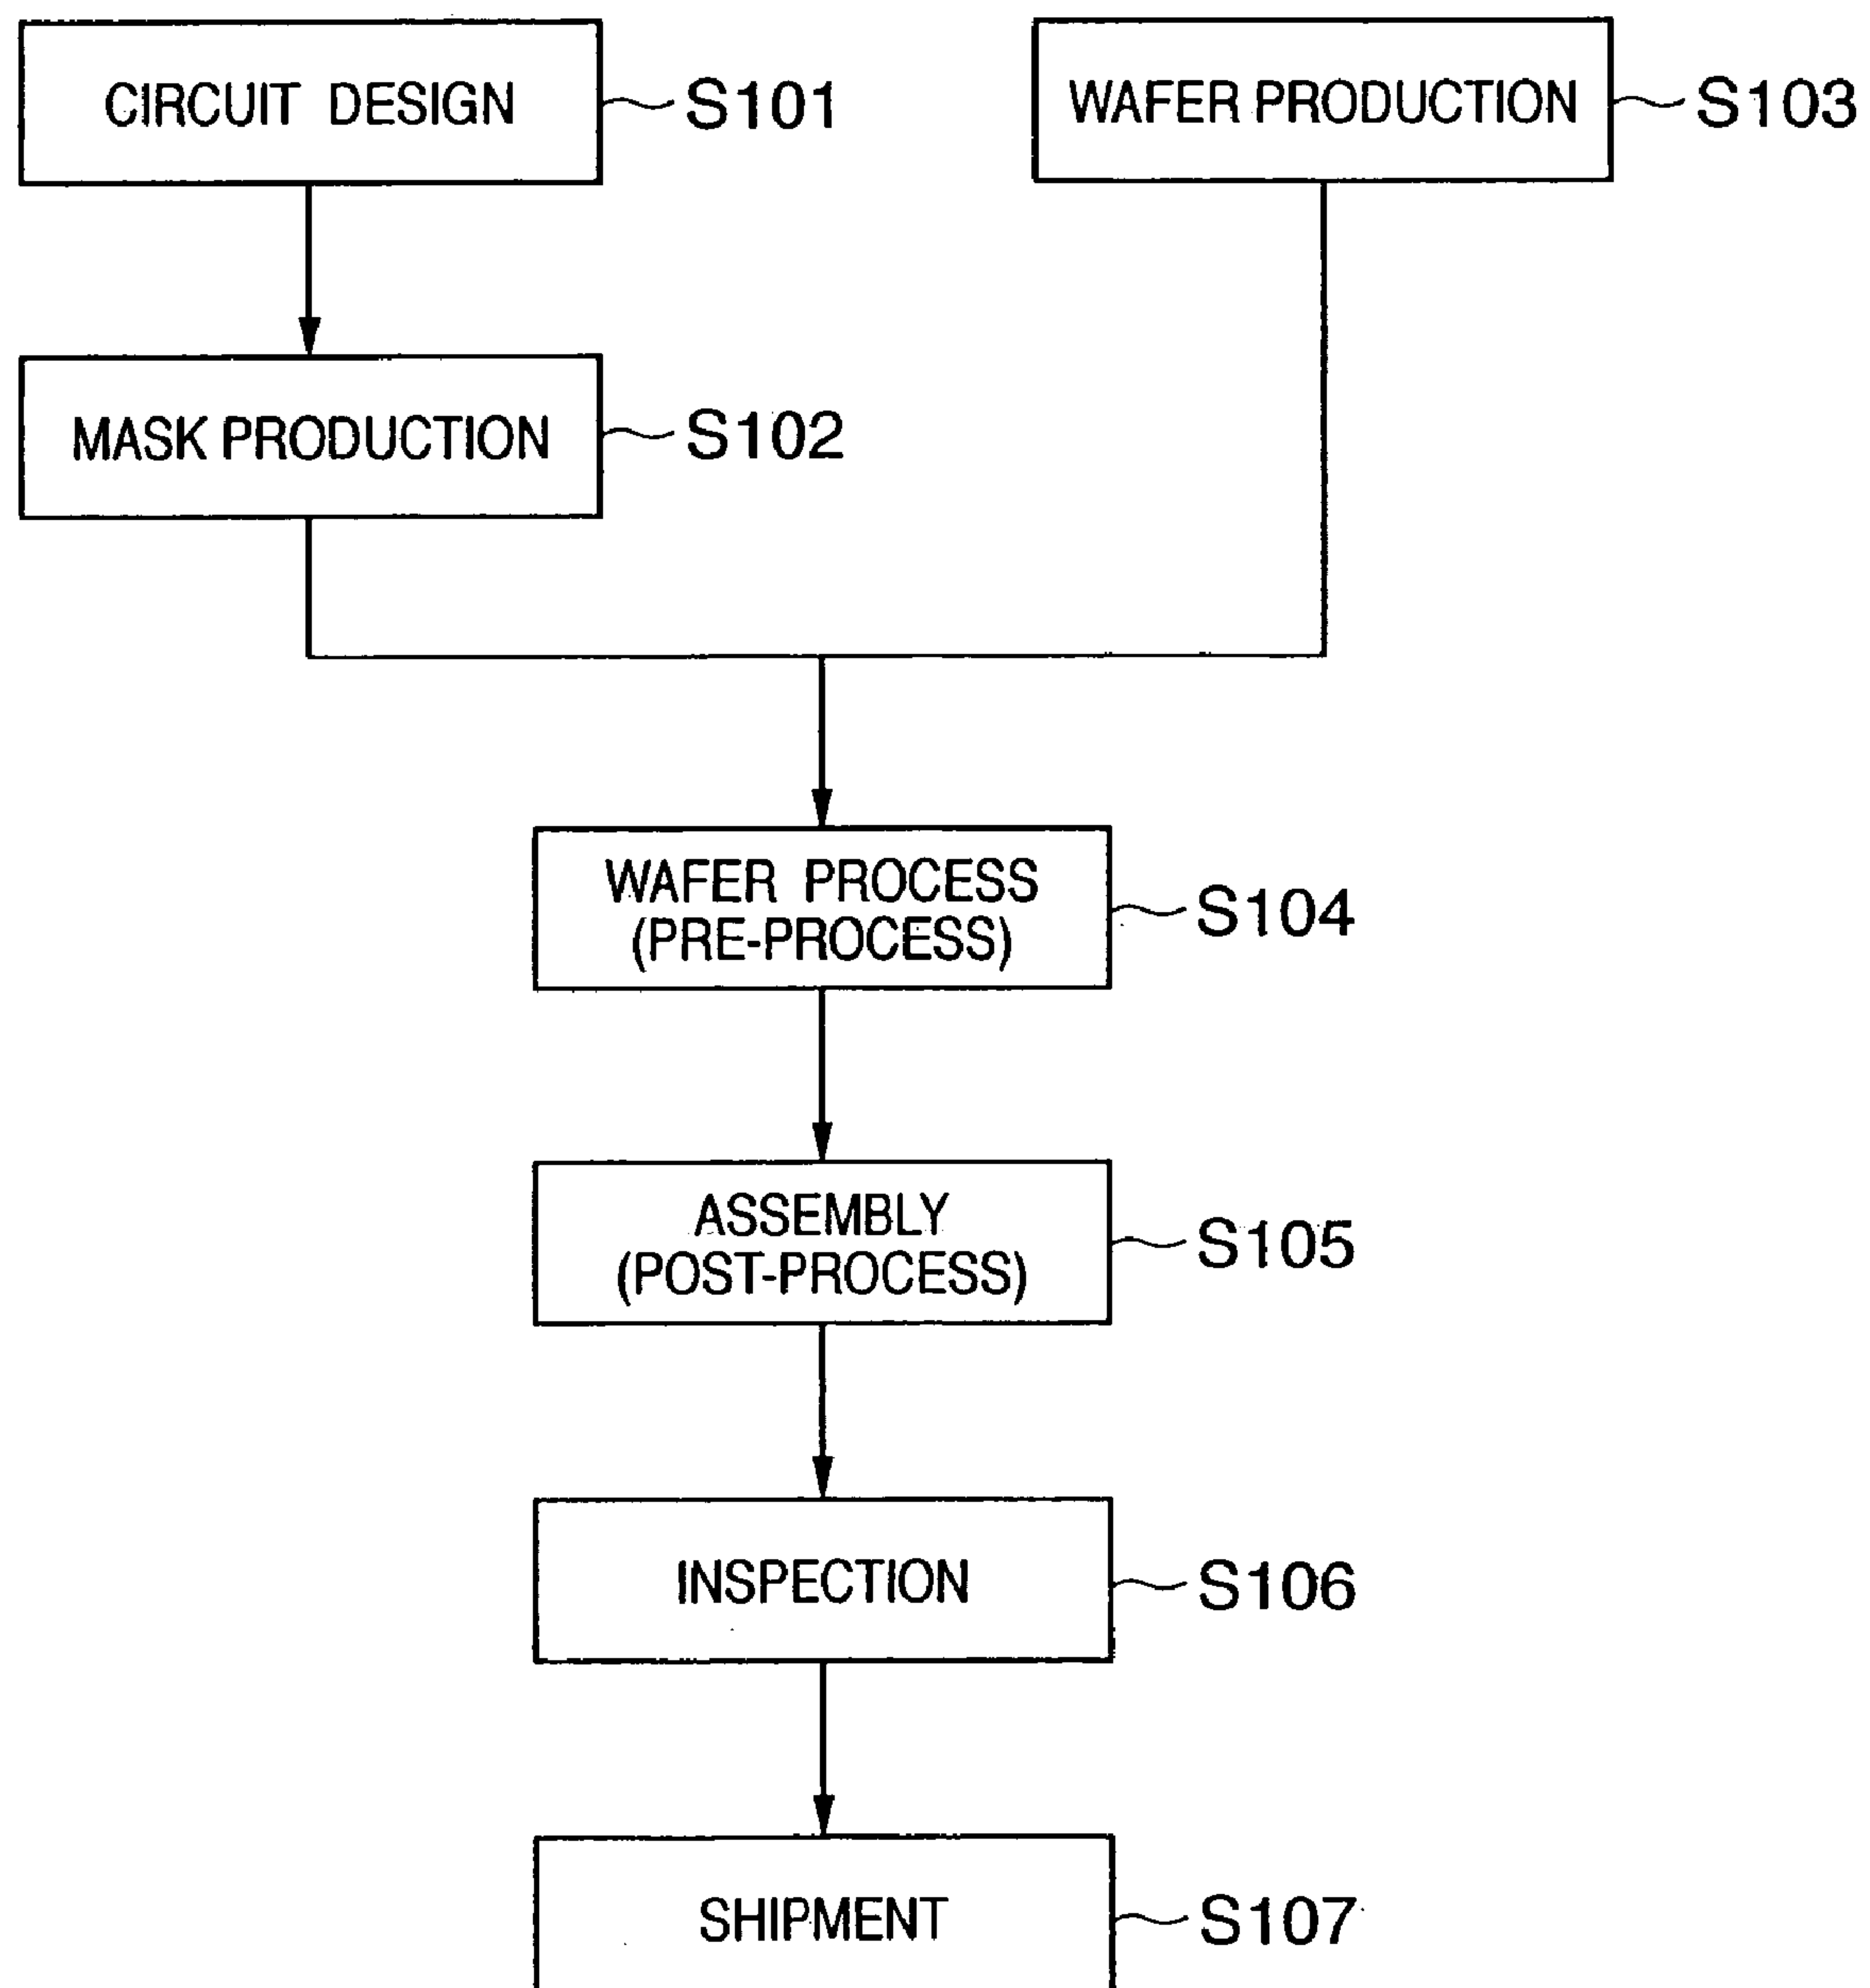 CIRCUIT DESIGN
S101
WAFER PRODUCTION
S103
MASK PRODUCTION
S102
WAFER PROCESS
(PRE-PROCESS)
S104
ASSEMBLY
(POST-PROCESS)
S105
INSPECTION
S106
SHIPMENT
S107